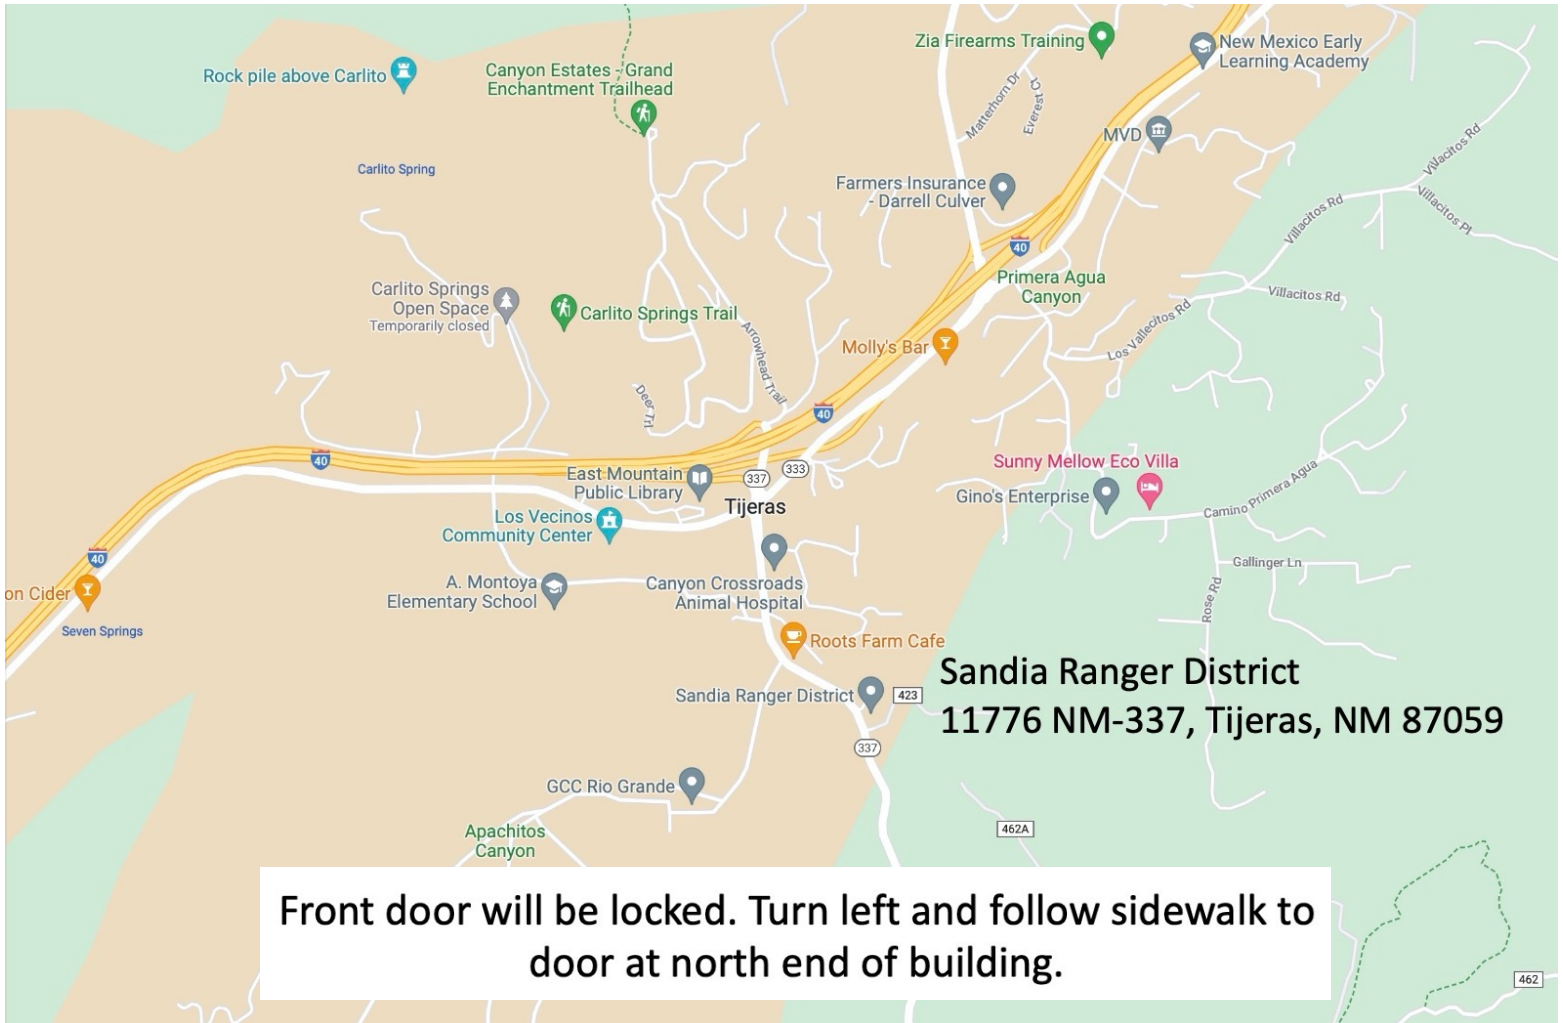 Zia Firearms Training
New Mexico Early
Learning Academy
Rock pile above Carlito
Canyon Estates - Grand
Enchantment Trailhead
Matterhorn Dr
Everest Ct
MVD
Villacitos Rd
Carlito Spring
Farmers Insurance
- Darrell Culver
Villacitos Rd
Villacitos Pl
40
Carlito Springs
Open Space
Temporarily closed
Primera Agua
Canyon
Villacitos Rd
Carlito Springs Trail
Los Vallecitos Rd
Arrowhead Trail
Molly's Bar
Deer Trl
40
40
East Mountain
Public Library
337
333
Sunny Mellow Eco Villa
Gino's Enterprise
Camino Primera Agua
Tijeras
Los Vecinos
Community Center
40
on Cider
Gallinger Ln
A. Montoya
Elementary School
Canyon Crossroads
Animal Hospital
Rose Rd
Seven Springs
Roots Farm Cafe
Sandia Ranger District
423
Sandia Ranger District
11776 NM-337, Tijeras, NM 87059
337
GCC Rio Grande
462A
Apachitos
Canyon
Front door will be locked. Turn left and follow sidewalk to
door at north end of building.
462